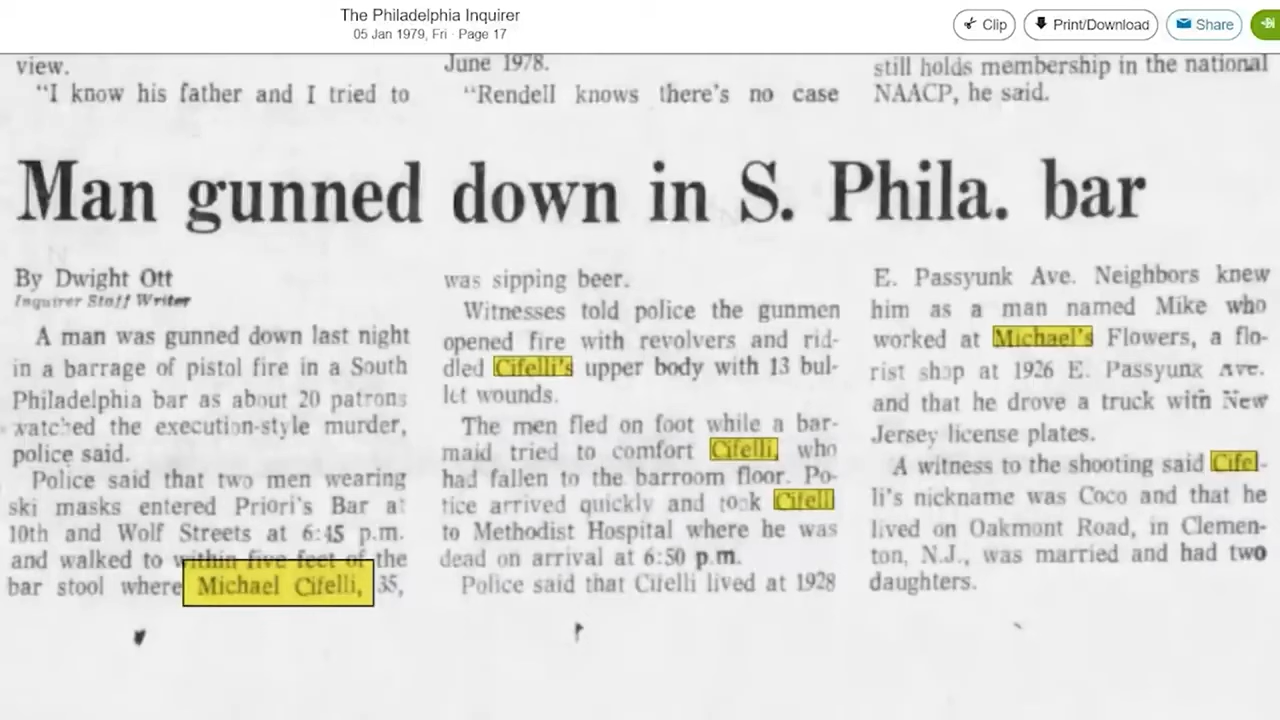 The Philadelphia Inquirer
05 Jan 1979, Fri · Page 17
Clip
Print/Download
Share
view.
"I know his father and I tried to
June 1978.
"Rendell knows there's no case
still holds membership in the national
NAACP, he said.
Man gunned down in S. Phila. bar
By Dwight Ott
Inquirer Staff Writer
A man was gunned down last night
in a barrage of pistol fire in a South
Philadelphia bar as about 20 patrons
watched the execution-style murder,
police said.
Police said that two men wearing
ski masks entered Priori's Bar at
10th and Wolf Streets at 6:45 p.m.
and walked to within five feet of the
bar stool where Michael Cifelli, 35,
was sipping beer.
Witnesses told police the gunmen
opened fire with revolvers and rid-
dled Cifelli's upper body with 13 bul-
let wounds.
The men fled on foot while a bar-
maid tried to comfort Cifelli, who
had fallen to the barroom floor. Po-
lice arrived quickly and took Cifelli
to Methodist Hospital where he was
dead on arrival at 6:50 p.m.
Police said that Cifelli lived at 1928
E. Passyunk Ave. Neighbors knew
him as a man named Mike who
worked at Michael's Flowers, a flo-
rist shop at 1926 E. Passyunk Ave.
and that he drove a truck with New
Jersey license plates.
A witness to the shooting said Cifel-
li's nickname was Coco and that he
lived on Oakmont Road, in Clemen-
ton, N.J., was married and had two
daughters.